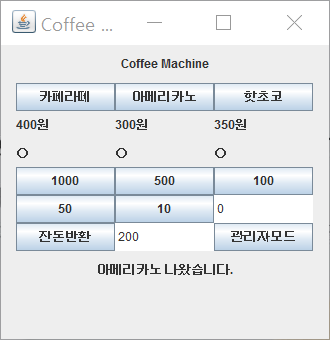 Coffee ...
Coffee Machine
카페라떼 아메리카노 핫초코
400원 300원 350원
O O O
1000 500 100
50 10 0
잔돈반환 200 관리자모드
아메리카노 나왔습니다.